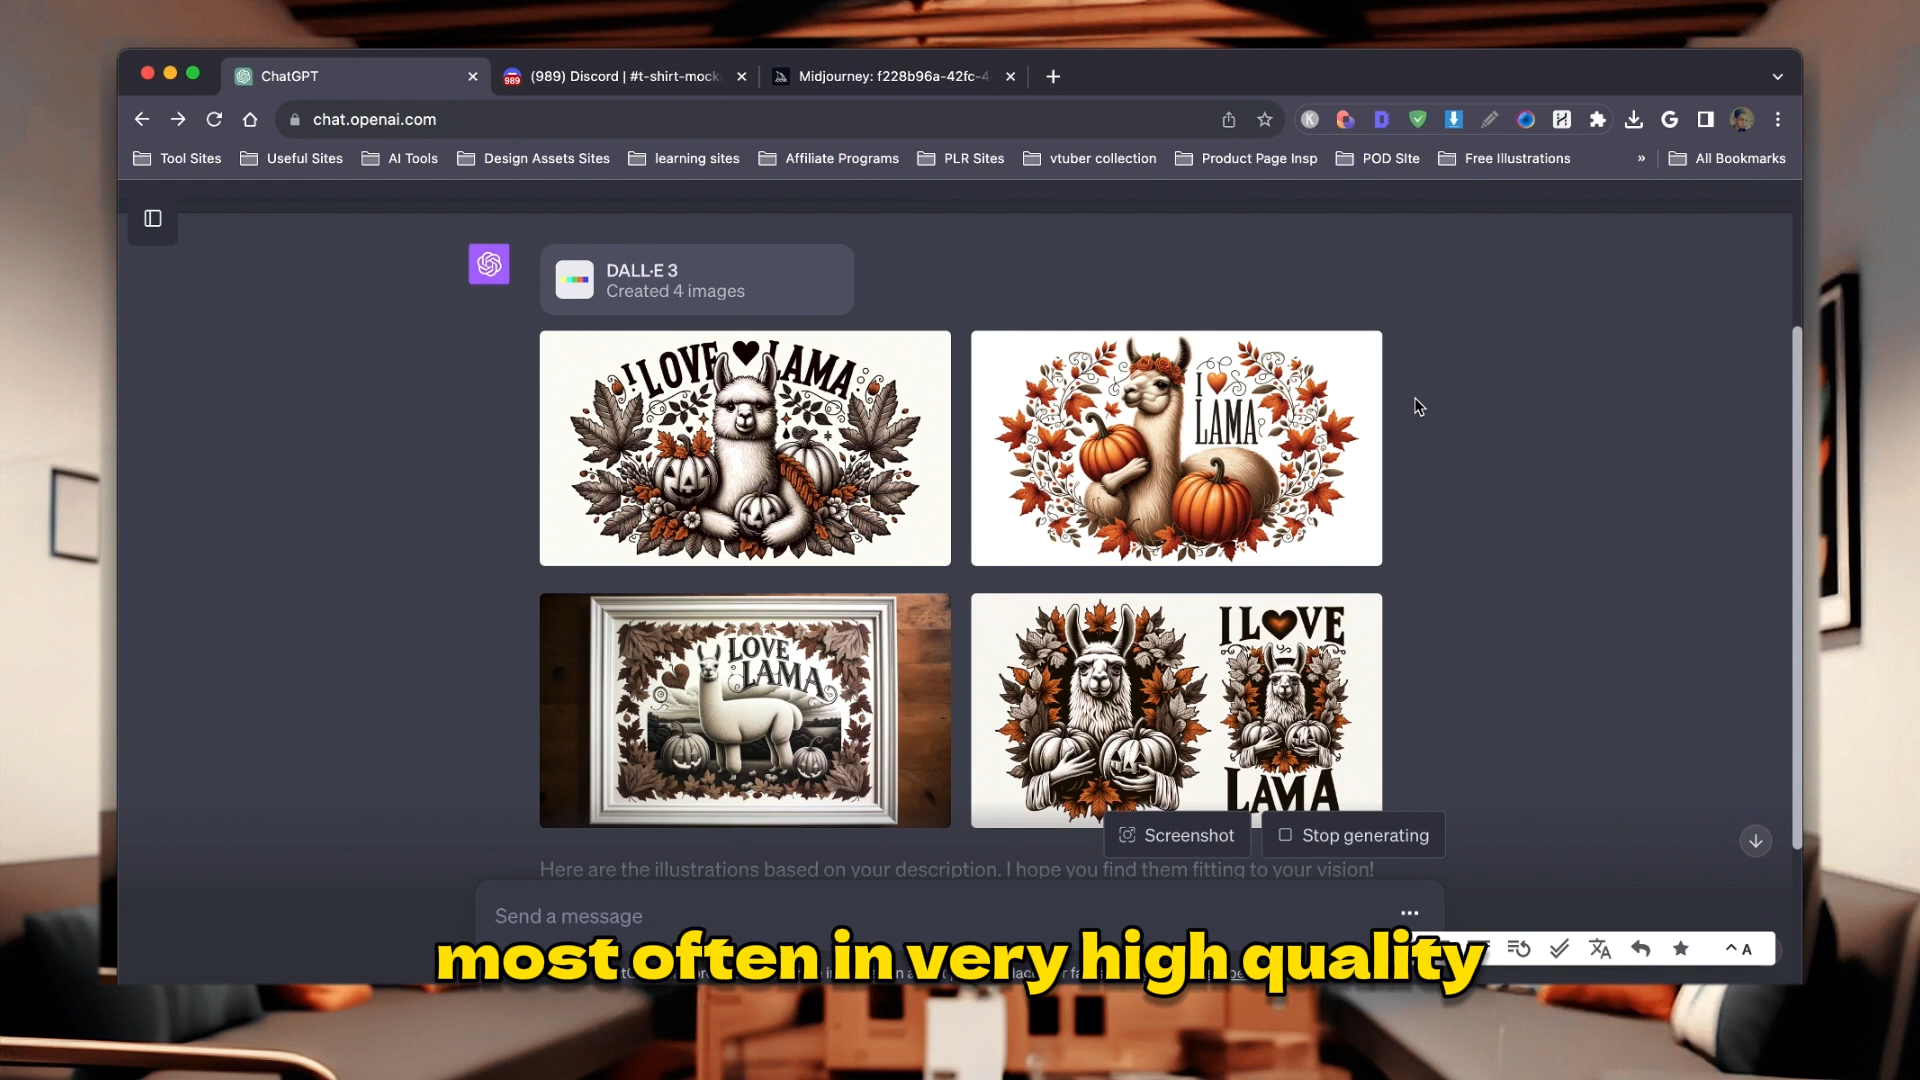 ChatGPT
(989) Discord | #t-shirt-mock
Midjourney: f228b96a-42fc-4
chat.openai.com
Tool Sites
Useful Sites
AI Tools
Design Assets Sites
learning sites
Affiliate Programs
PLR Sites
vtuber collection
Product Page Insp
POD SIte
Free Illustrations
»
All Bookmarks
DALL·E 3
Created 4 images
I LOVE LAMA
I
LAMA
LOVE
LAMA
I LOVE
LAMA
Screenshot
Stop generating
Here are the illustrations based on your description. I hope you find them fitting to your vision!
Send a message
most often in very high quality
A